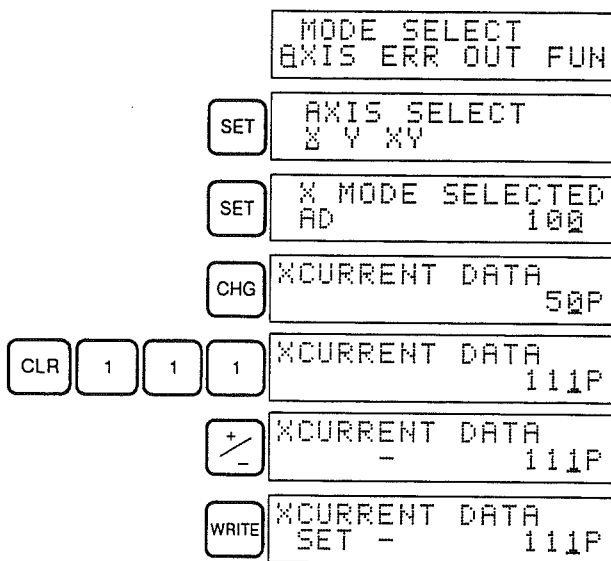 MODE SELECT
AXIS ERR OUT FUN
SET
AXIS SELECT
X Y XY
SET
X MODE SELECTED
AD 100
CHG
XCURRENT DATA
50P
CLR 1 1 1
XCURRENT DATA
111P
+/−
XCURRENT DATA
- 111P
WRITE
XCURRENT DATA
SET - 111P